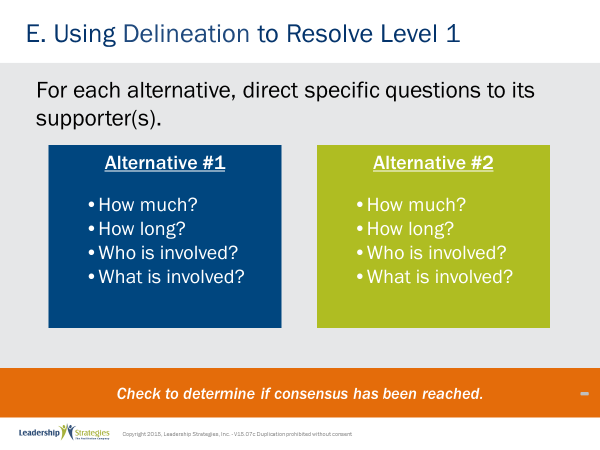 E. Using Delineation to Resolve Level 1
For each alternative, direct specific questions to its
supporter(s).
Alternative #1
•How much?
•How long?
•Who is involved?
•What is involved?
Alternative #2
•How much?
•How long?
•Who is involved?
•What is involved?
Check to determine if consensus has been reached.
Leadership Strategies
The Facilitation Company
Copyright 2015, Leadership Strategies, Inc. - V15.07c Duplication prohibited without consent